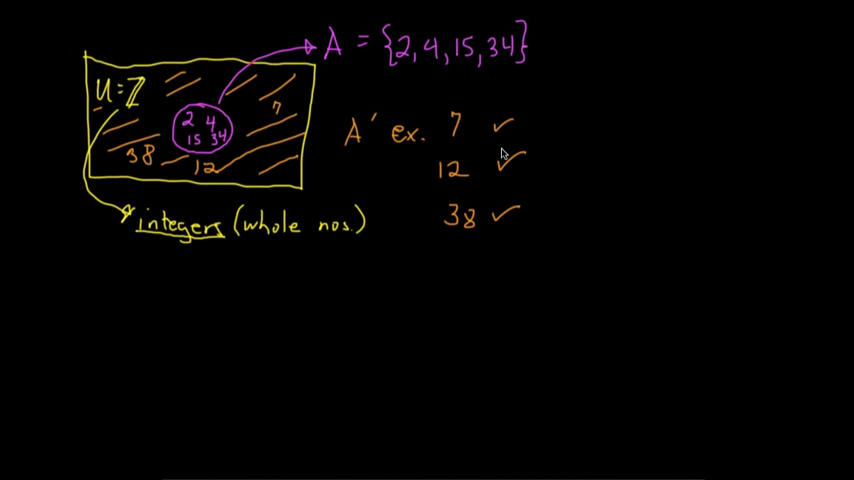 A = {2, 4, 15, 34}
U = ℤ
7
2 4
15 34
38
12
A' ex. 7 ✓
12 ✓
38 ✓
integers (whole nos.)